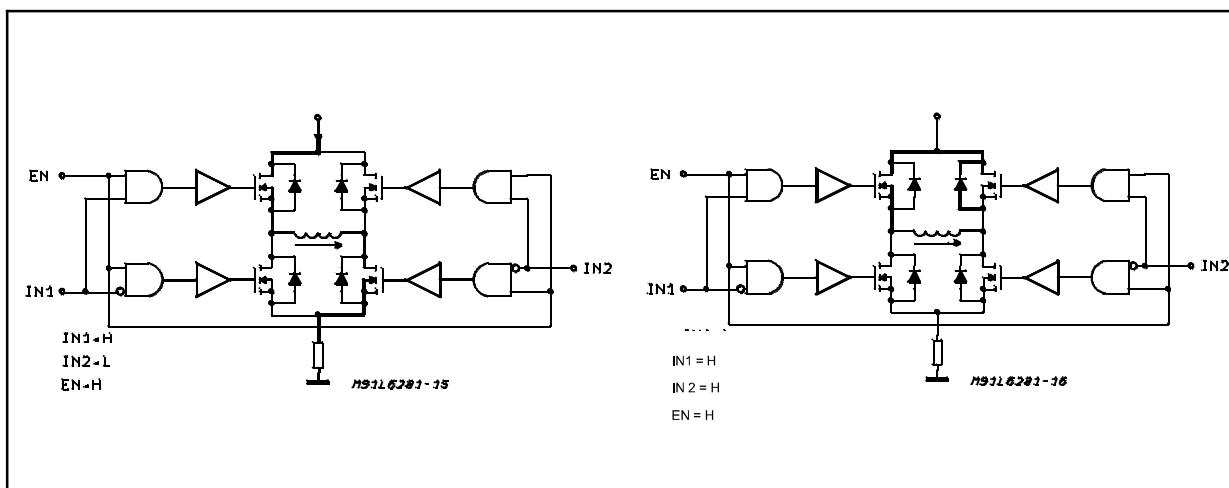 EN
IN1
IN2
IN1=H
IN2=L
EN=H
M91L6281-15
EN
IN1
IN2
IN1 = H
IN 2 = H
EN = H
M91L6281-16